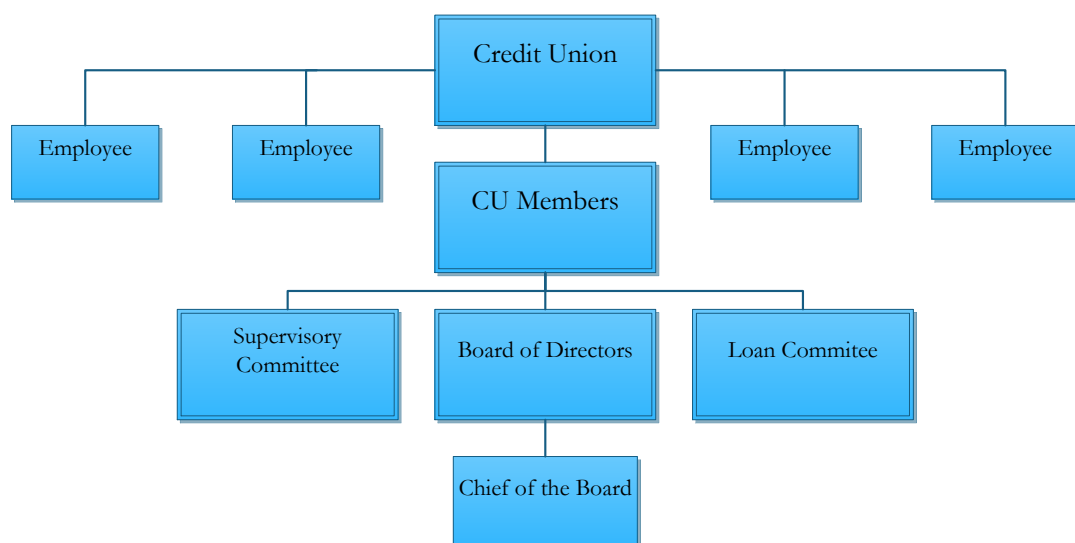 Credit Union
Employee
Employee
Employee
Employee
CU Members
Supervisory
Committee
Board of Directors
Loan Commitee
Chief of the Board